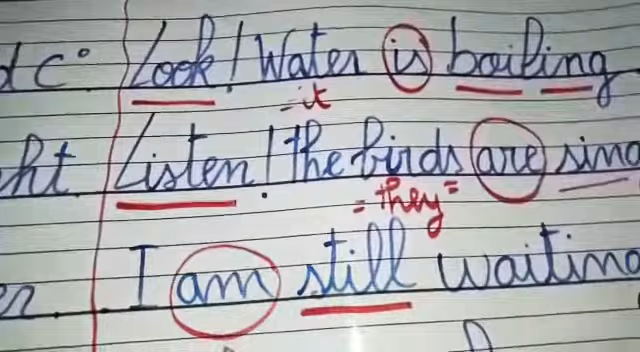 Look! Water is boiling
= it
Listen! the birds are sing
= they =
I am still waiting